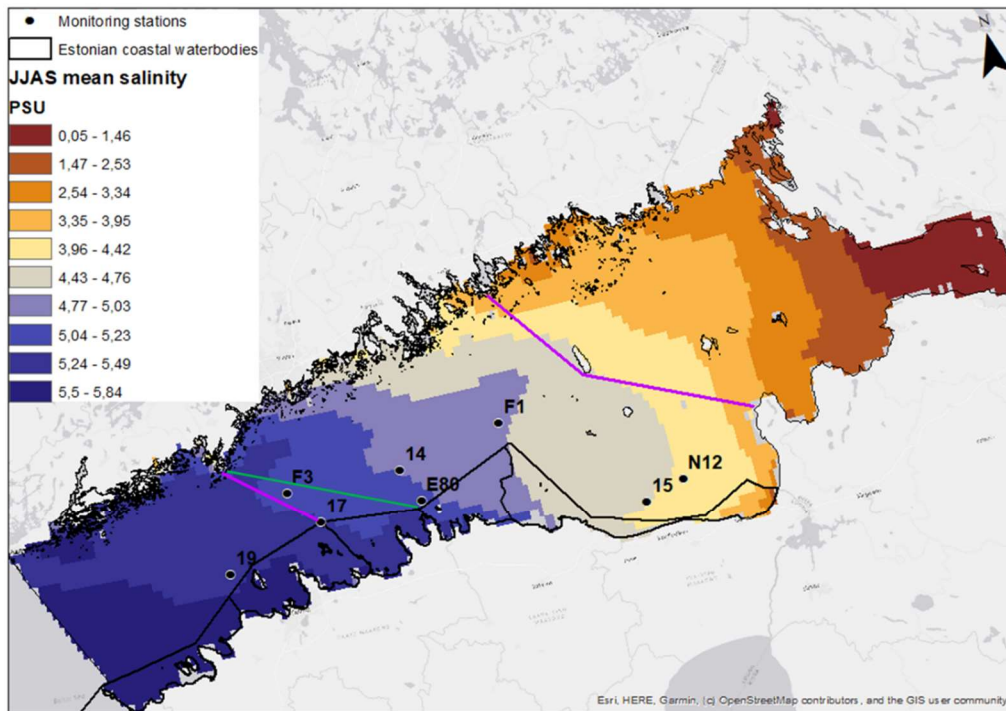 Monitoring stations
Estonian coastal waterbodies
JJAS mean salinity
PSU
0,05 - 1,46
1,47 - 2,53
2,54 - 3,34
3,35 - 3,95
3,96 - 4,42
4,43 - 4,76
4,77 - 5,03
5,04 - 5,23
5,24 - 5,49
5,5 - 5,84
N
F1
14
F3
E80
N12
15
17
19
Esri, HERE, Garmin, (c) OpenStreetMap contributors, and the GIS user community